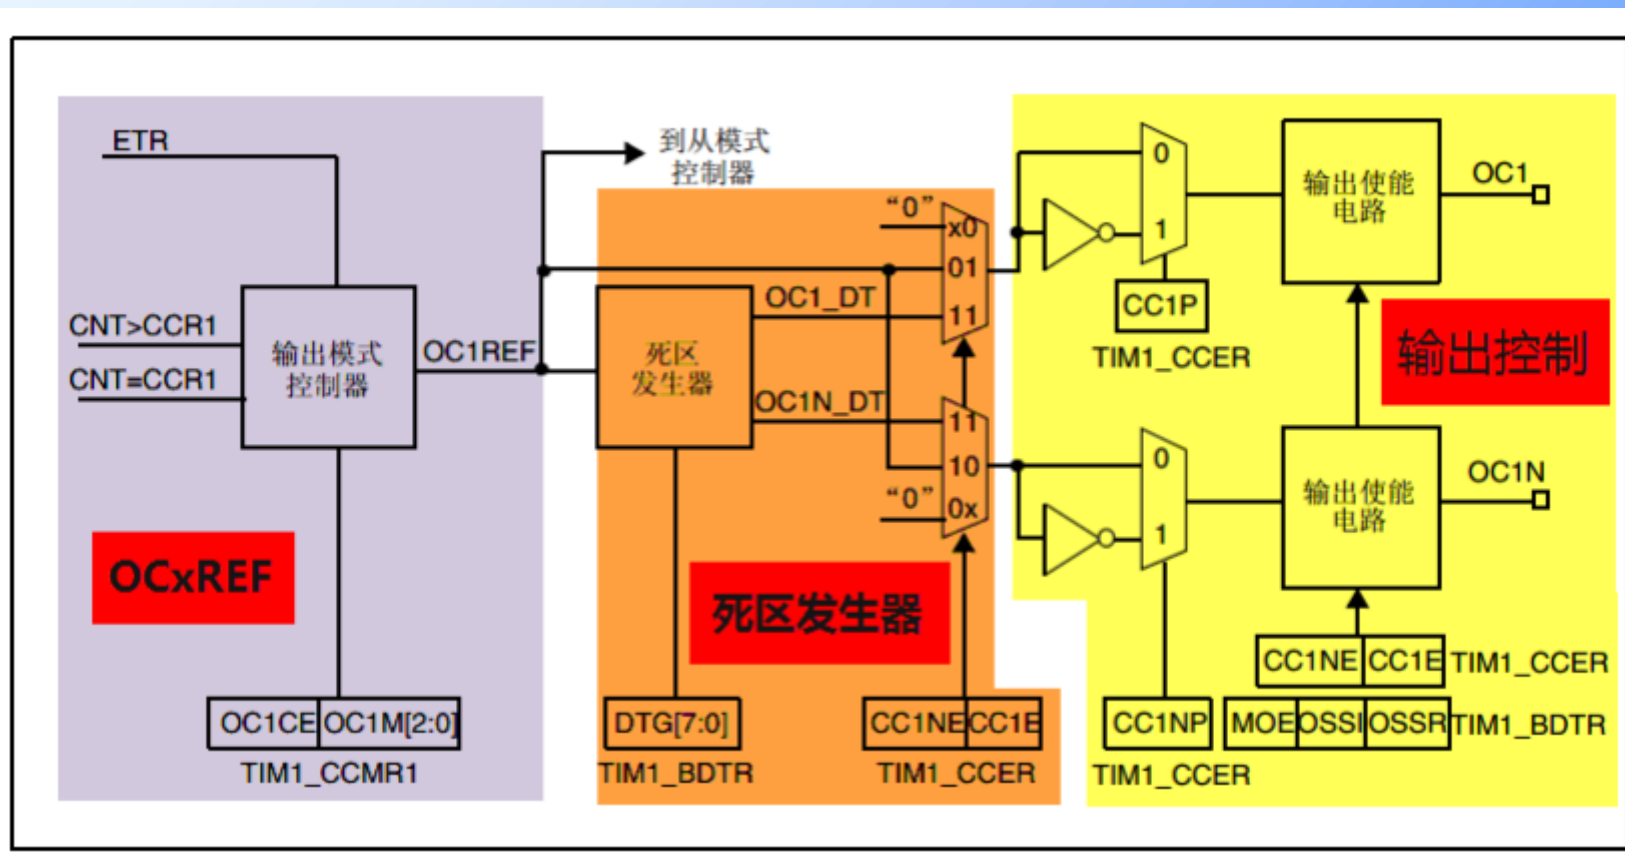 ETR
CNT>CCR1
CNT=CCR1
输出模式
控制器
OC1REF
OCxREF
OC1CE OC1M[2:0]
TIM1_CCMR1
到从模式
控制器
死区
发生器
OC1_DT
OC1N_DT
“0”
x0
01
11
11
10
“0”
0x
死区发生器
DTG[7:0]
TIM1_BDTR
CC1NE CC1E
TIM1_CCER
0
1
CC1P
TIM1_CCER
输出使能
电路
OC1
输出控制
0
1
输出使能
电路
OC1N
CC1NP
TIM1_CCER
CC1NE CC1E TIM1_CCER
MOE OSSI OSSR TIM1_BDTR